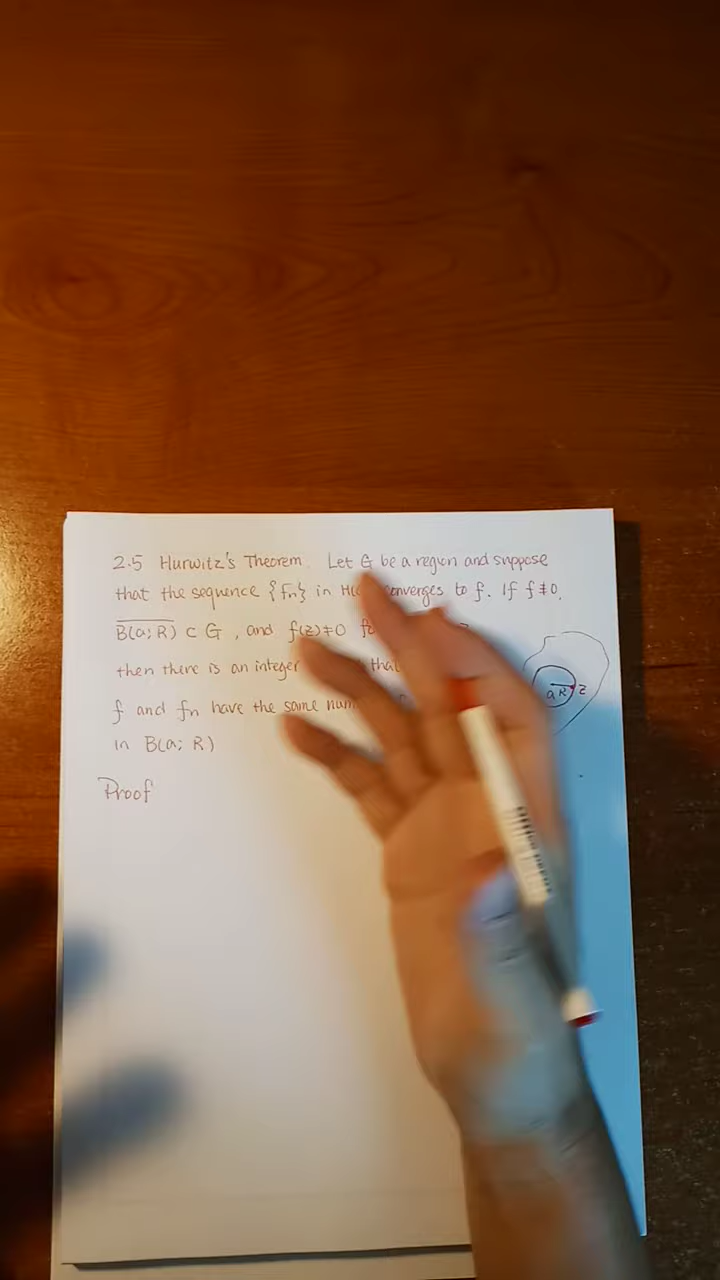 2.5 Hurwitz's Theorem. Let G be a region and suppose
that the sequence {fn} in converges to f. If f≢0,
B̅(̅a̅;̅ ̅R̅)̅ ⊂ G, and f(z)≠0
then there is an integer that
f and fn have the same
in B(a; R)
a R z
Proof